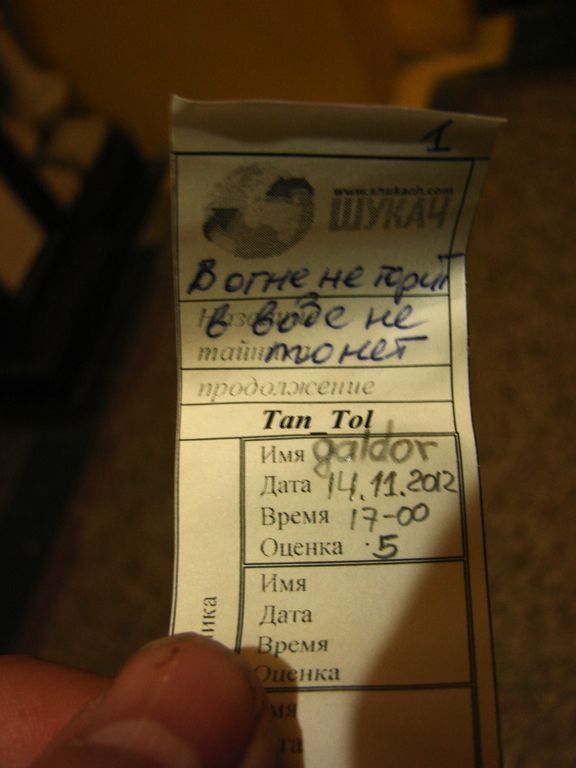 1
www.shukach.com
ШУКАЧ
В огне не горит
в воде не
тонет
продолжение
Tan_Tol
Имя galdor
Дата 14.11.2012
Время 17-00
Оценка 5
Имя
Дата
Время
Оценка